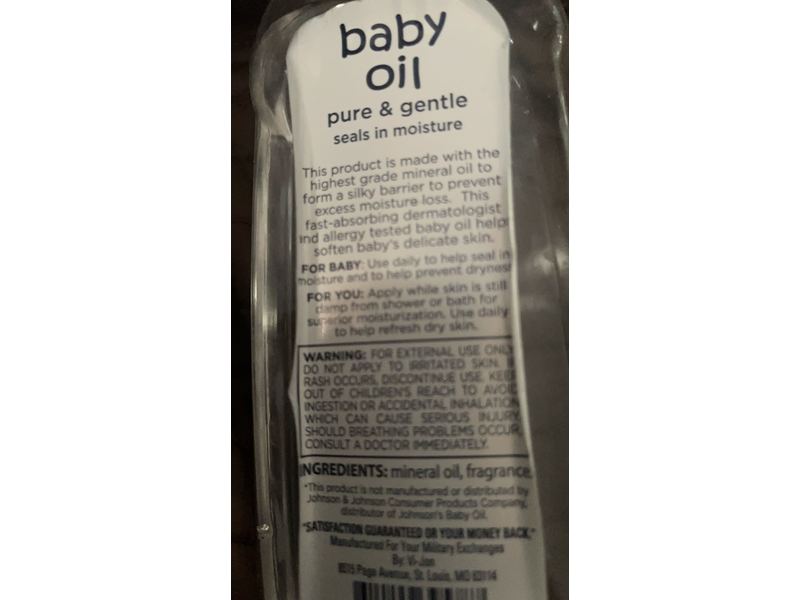 baby
oil
pure & gentle
seals in moisture
This product is made with the
highest grade mineral oil to
form a silky barrier to prevent
excess moisture loss. This
fast-absorbing dermatologist
nd allergy tested baby oil help
soften baby's delicate skin.
FOR BABY: Use daily to help seal in
moisture and to help prevent dryness
FOR YOU: Apply while skin is still
damp from shower or bath for
superior moisturization. Use daily
to help refresh dry skin.
WARNING: FOR EXTERNAL USE ONLY
DO NOT APPLY TO IRRITATED SKIN. I
RASH OCCURS, DISCONTINUE USE. KEEP
OUT OF CHILDREN'S REACH TO AVOID
INGESTION OR ACCIDENTAL INHALATION
WHICH CAN CAUSE SERIOUS INJURY.
SHOULD BREATHING PROBLEMS OCCUR,
CONSULT A DOCTOR IMMEDIATELY.
INGREDIENTS: mineral oil, fragrance.
*This product is not manufactured or distributed by
Johnson & Johnson Consumer Products Company,
distributor of Johnson's Baby Oil.
"SATISFACTION GUARANTEED OR YOUR MONEY BACK."
Manufactured For Your Military Exchanges
By: Vi-Jon
8515 Page Avenue, St. Louis, MO 63114